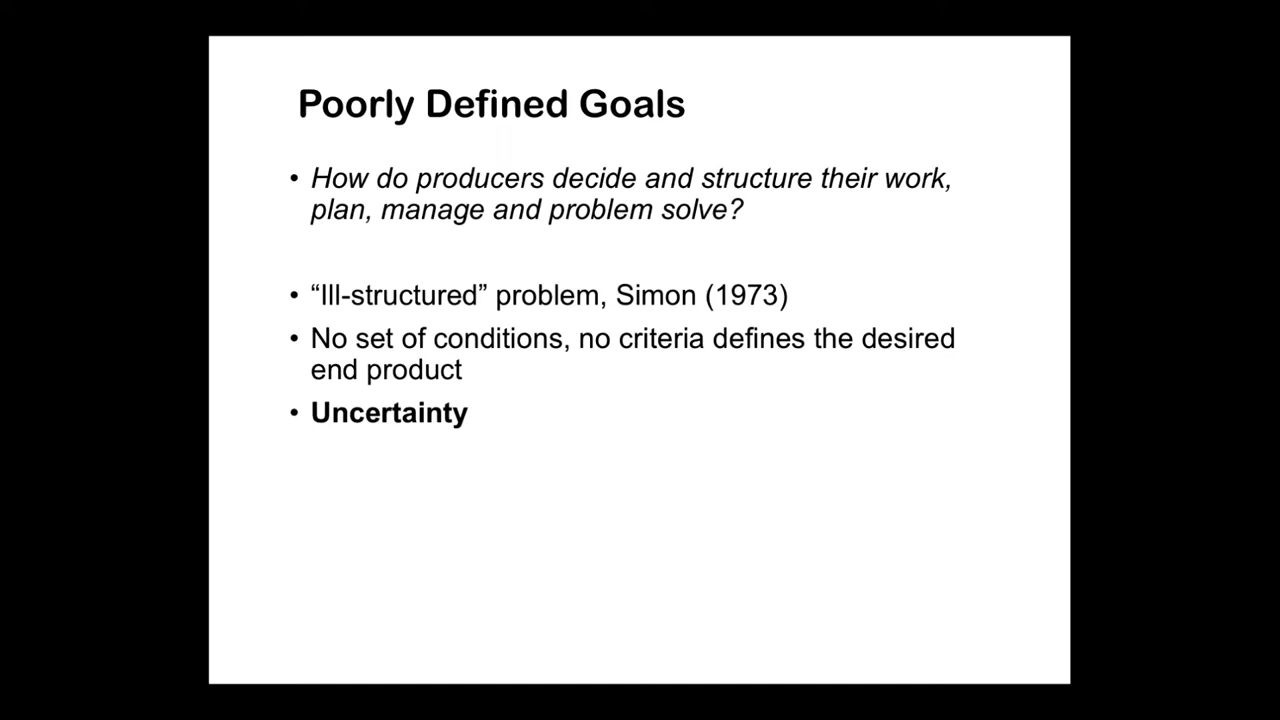 Poorly Defined Goals
• How do producers decide and structure their work,
plan, manage and problem solve?
• “Ill-structured” problem, Simon (1973)
• No set of conditions, no criteria defines the desired
end product
• Uncertainty